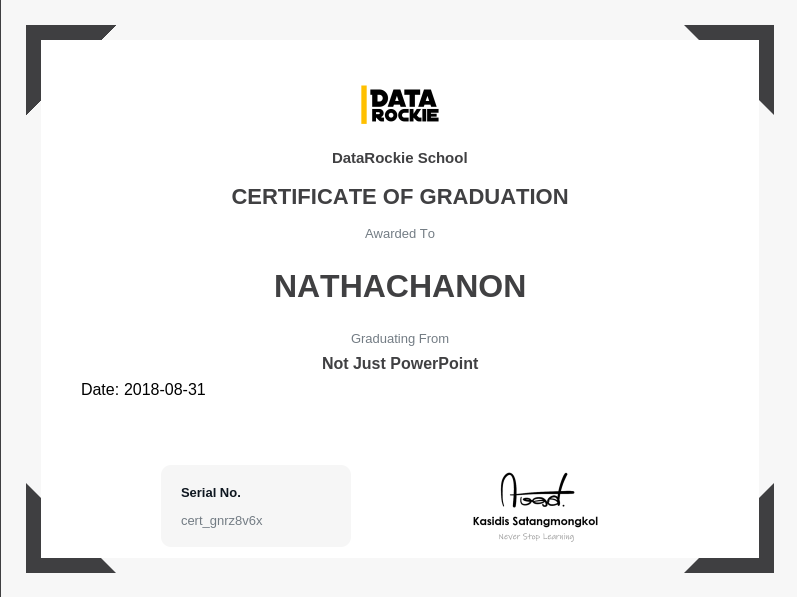 DATA
ROCKIE
DataRockie School
CERTIFICATE OF GRADUATION
Awarded To
NATHACHANON
Graduating From
Not Just PowerPoint
Date: 2018-08-31
Serial No.
cert_gnrz8v6x
Kasidis Satangmongkol
Never Stop Learning